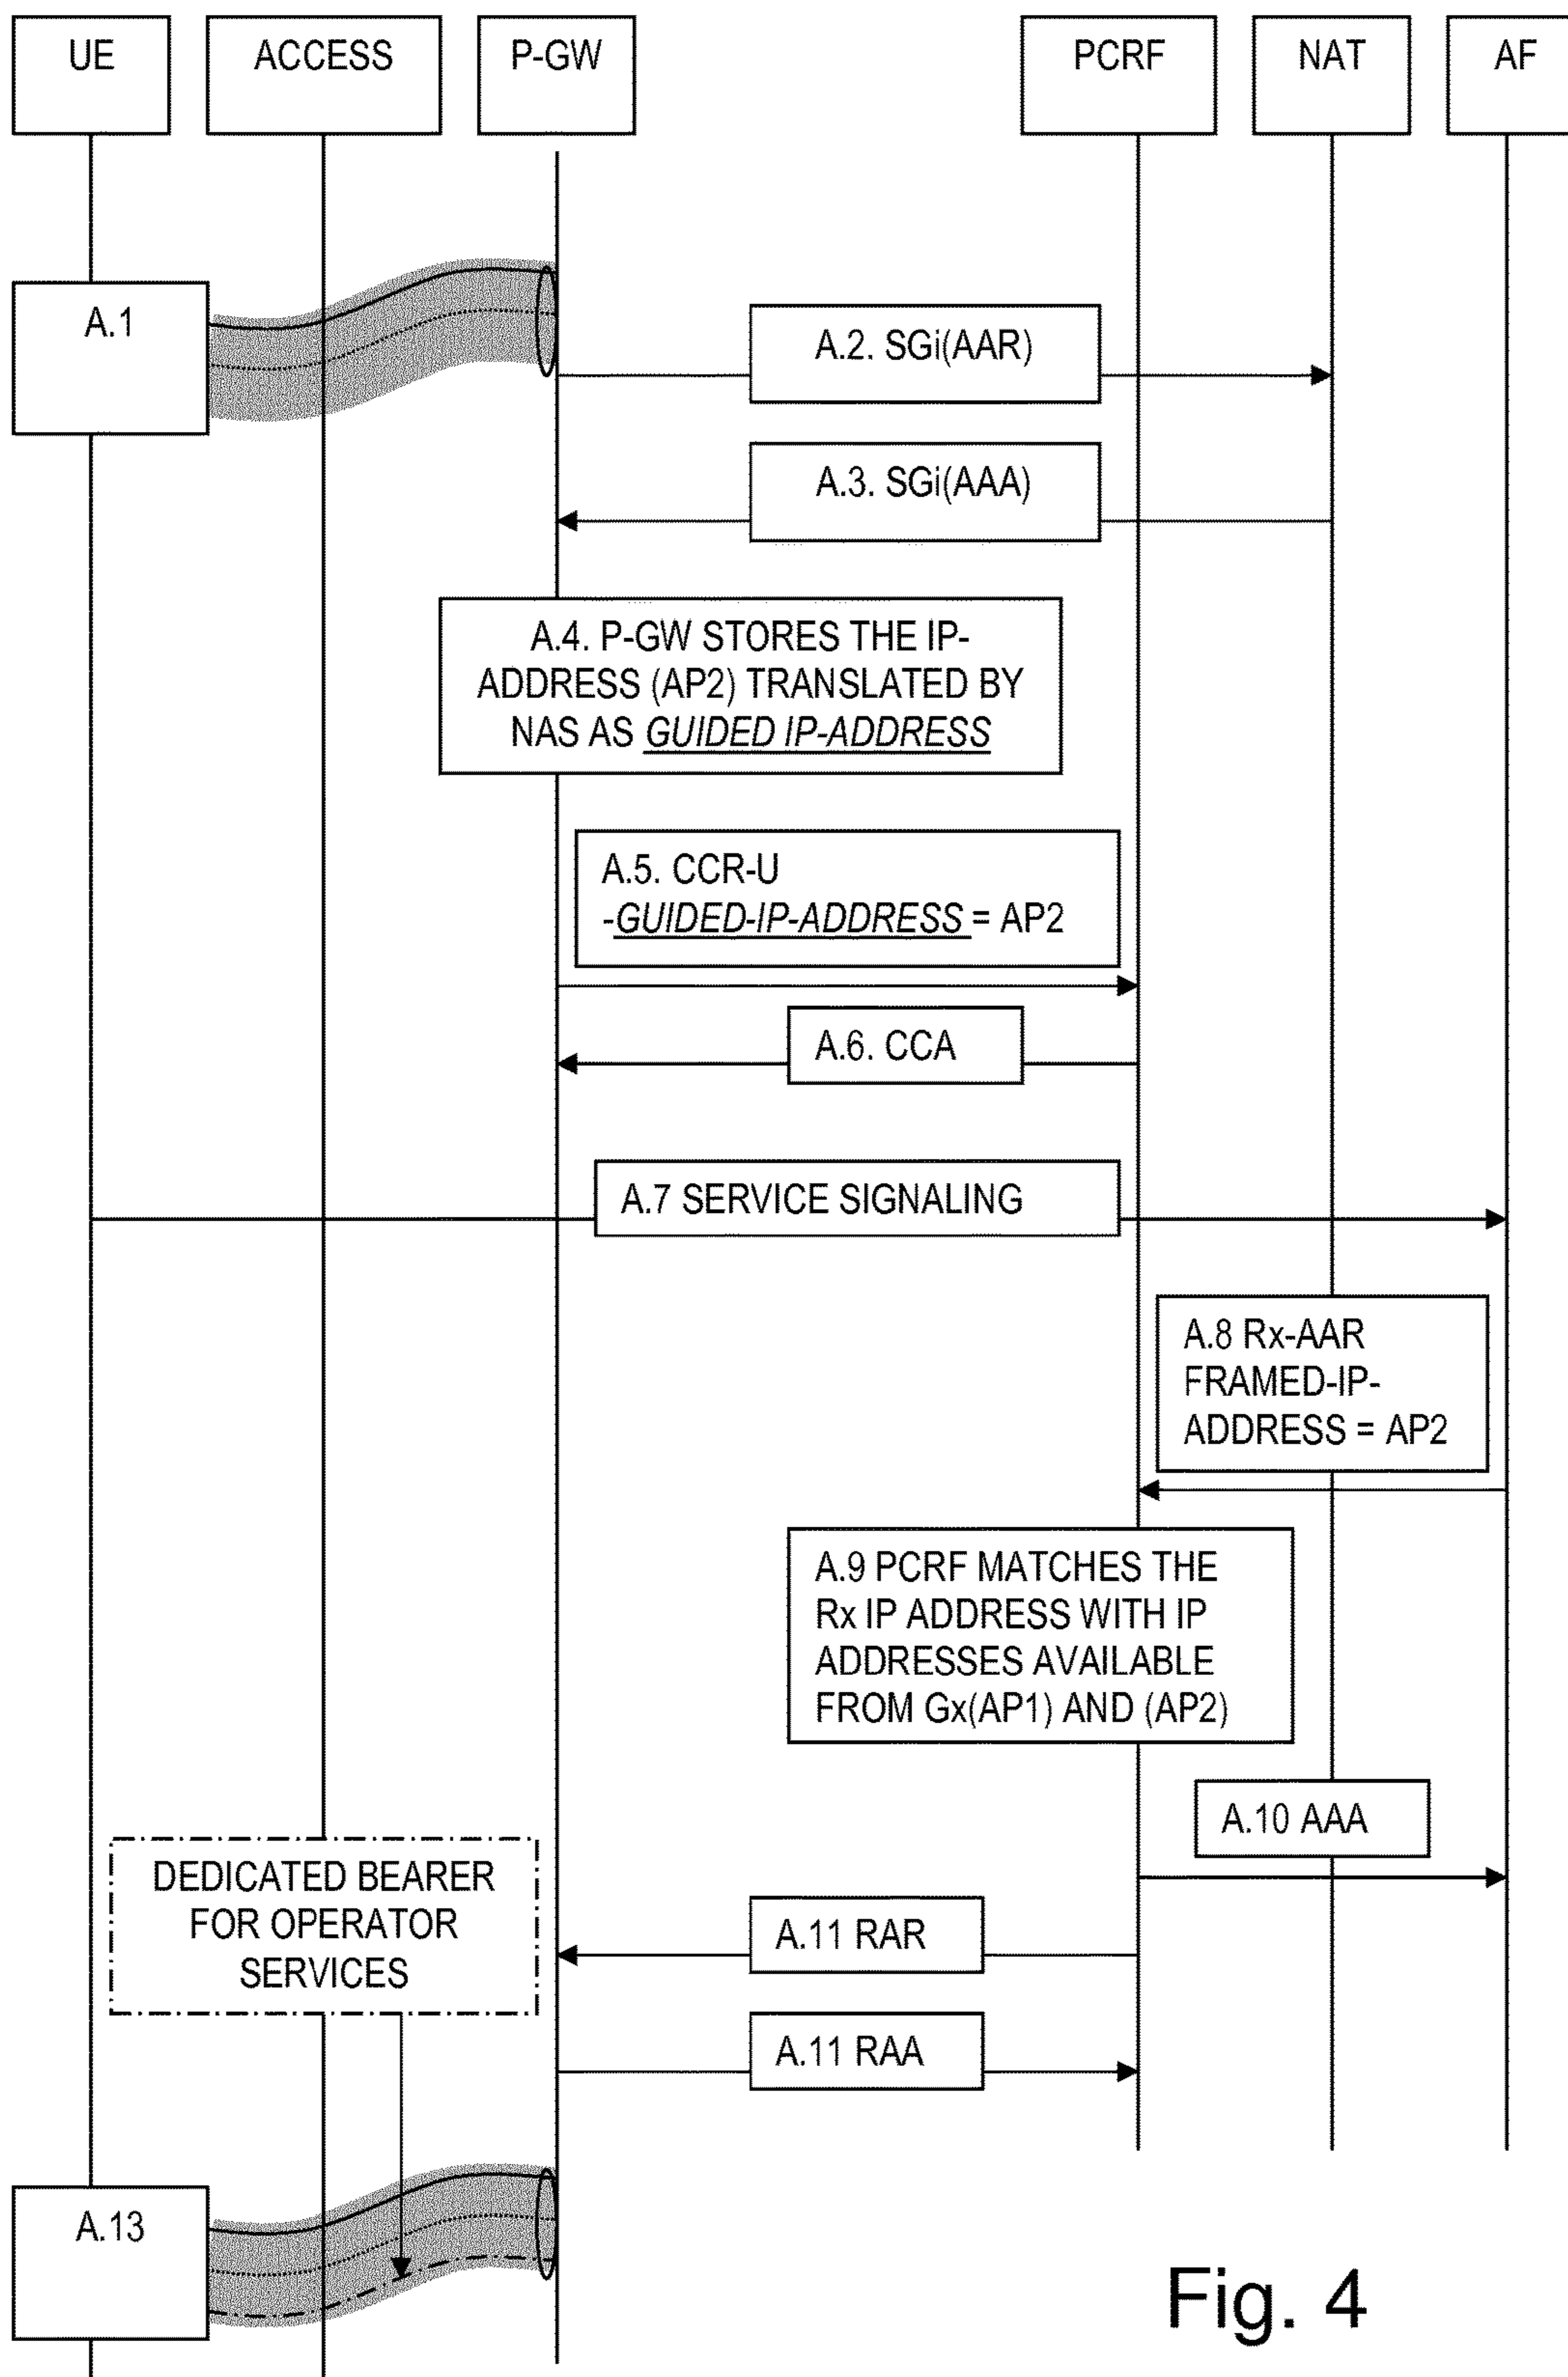 UE
ACCESS
P-GW
PCRF
NAT
AF
A.1
A.2. SGi(AAR)
A.3. SGi(AAA)
A.4. P-GW STORES THE IP-
ADDRESS (AP2) TRANSLATED BY
NAS AS GUIDED IP-ADDRESS
A.5. CCR-U
-GUIDED-IP-ADDRESS = AP2
A.6. CCA
A.7 SERVICE SIGNALING
A.8 Rx-AAR
FRAMED-IP-
ADDRESS = AP2
A.9 PCRF MATCHES THE
Rx IP ADDRESS WITH IP
ADDRESSES AVAILABLE
FROM Gx(AP1) AND (AP2)
A.10 AAA
DEDICATED BEARER
FOR OPERATOR
SERVICES
A.11 RAR
A.11 RAA
A.13
Fig. 4